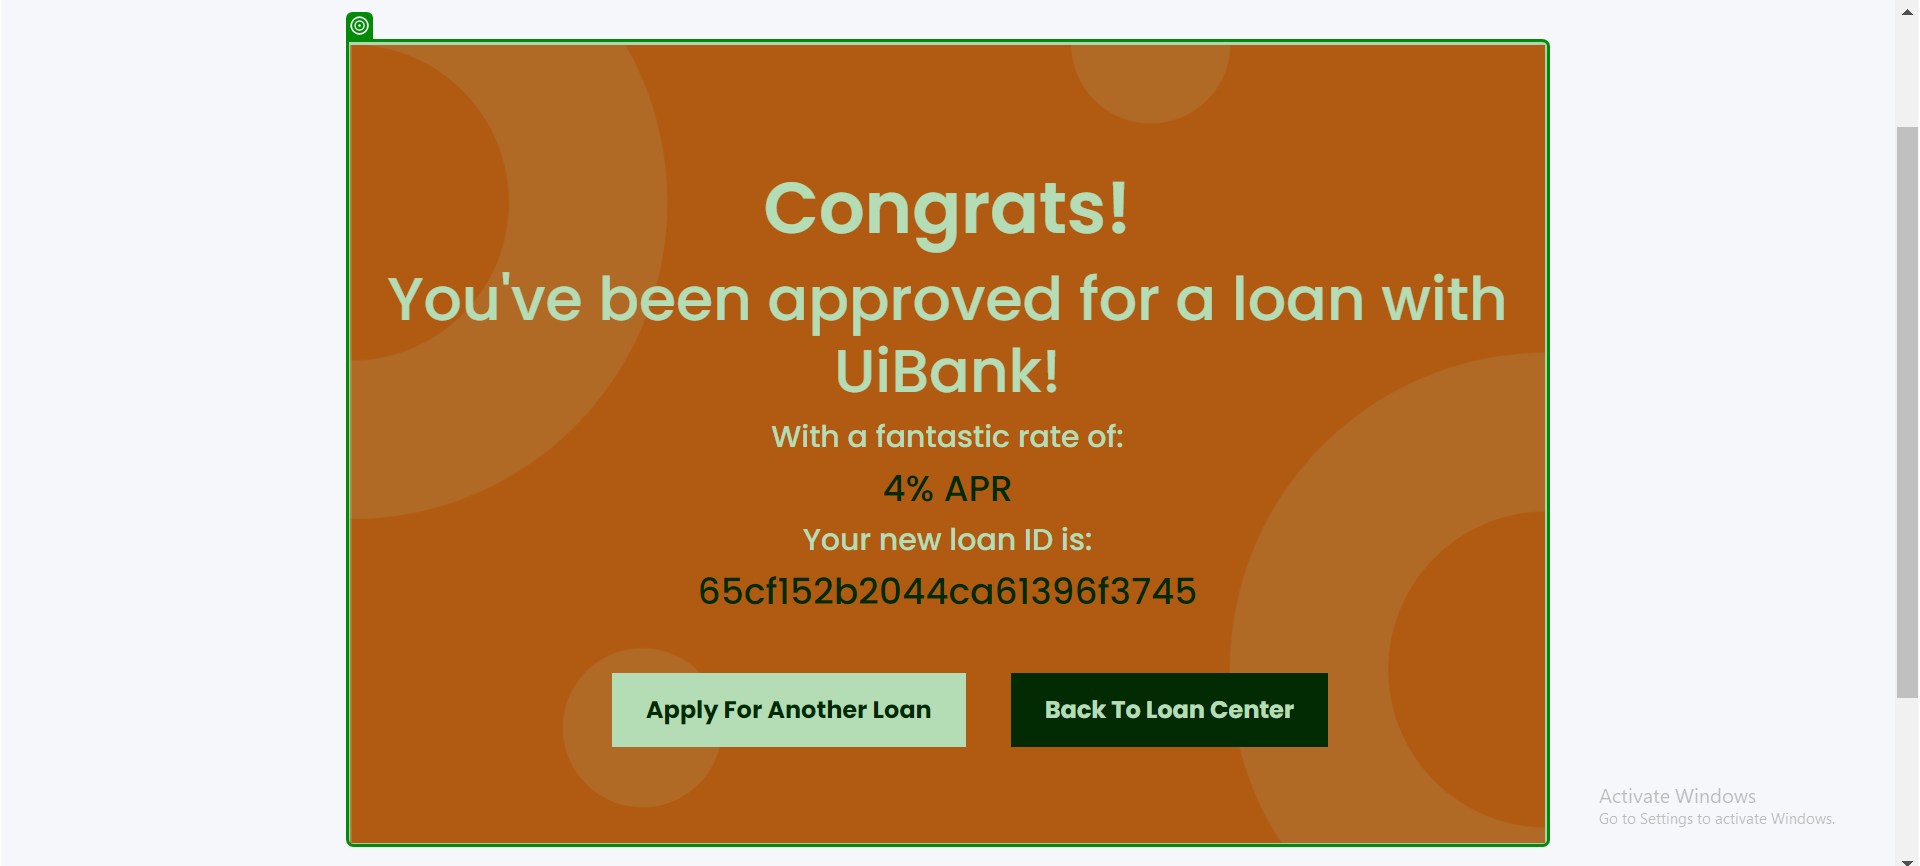 Congrats!
You've been approved for a loan with
UiBank!
With a fantastic rate of:
4% APR
Your new loan ID is:
65cf152b2044ca61396f3745
Apply For Another Loan
Back To Loan Center
Activate Windows
Go to Settings to activate Windows.